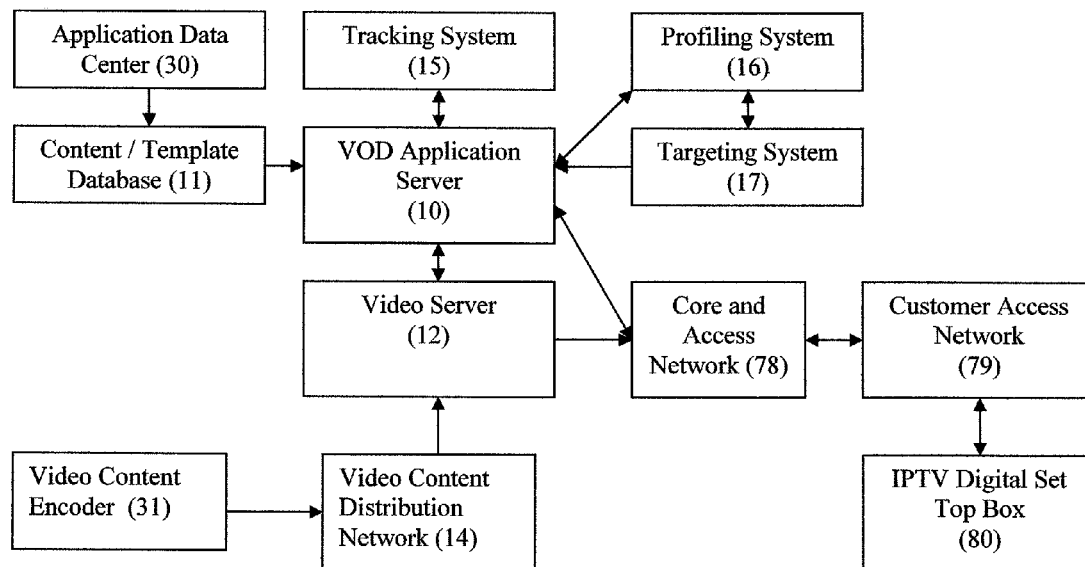 Application Data
Center (30)
Tracking System
(15)
Profiling System
(16)
Content / Template
Database (11)
VOD Application
Server
(10)
Targeting System
(17)
Video Server
(12)
Core and
Access
Network (78)
Customer Access
Network
(79)
Video Content
Encoder (31)
Video Content
Distribution
Network (14)
IPTV Digital Set
Top Box
(80)